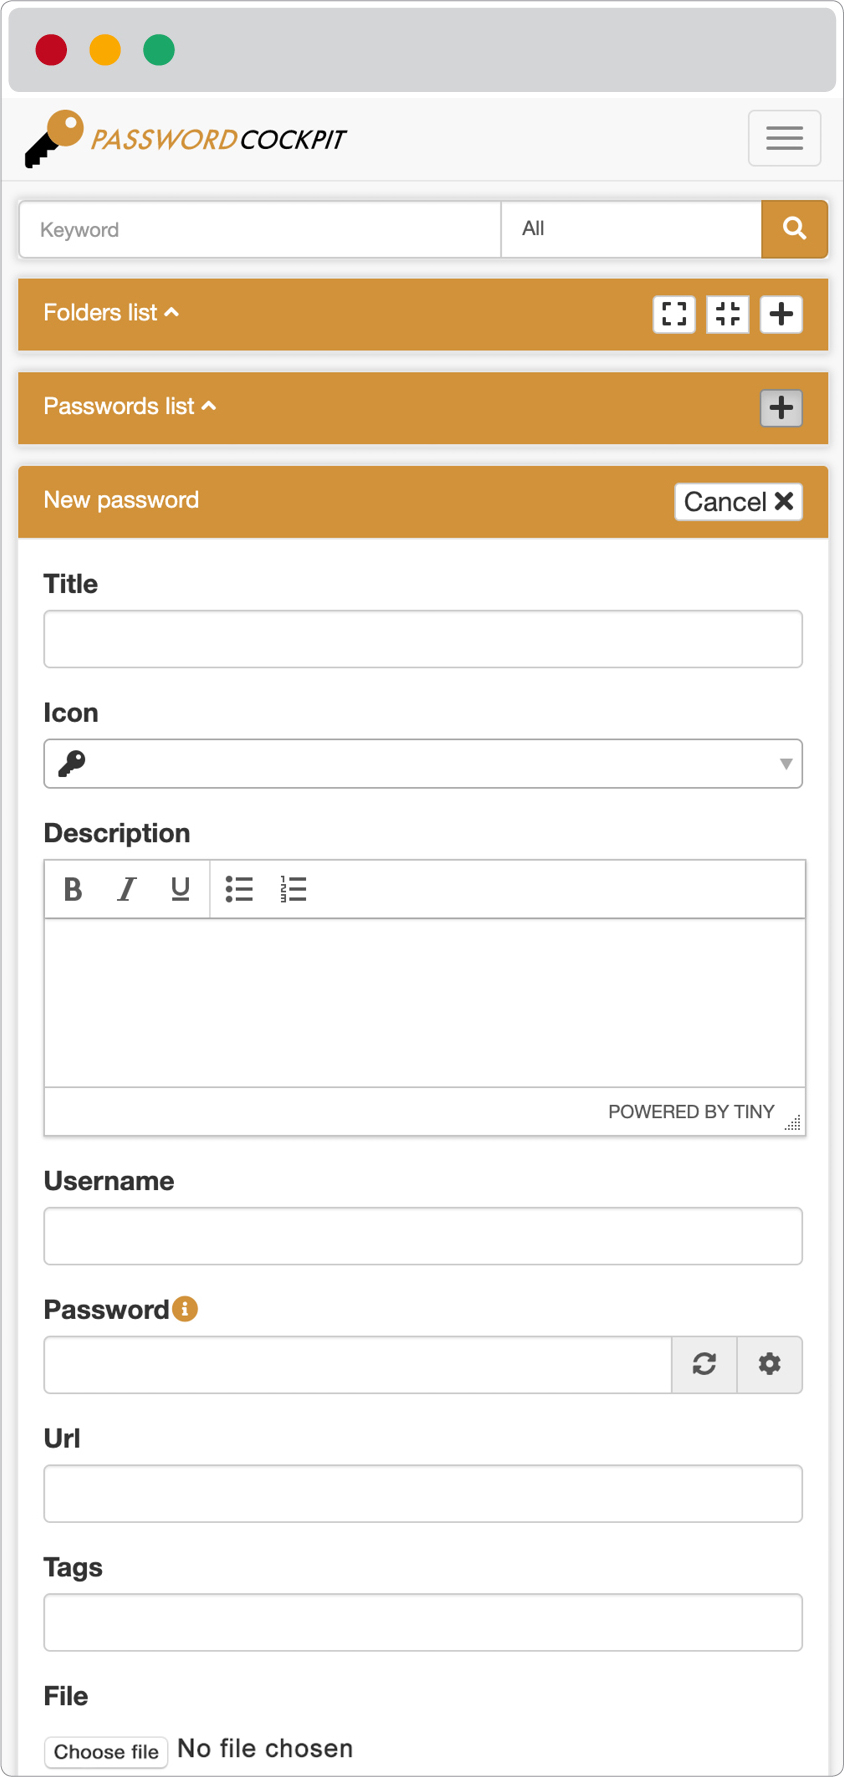 PASSWORDCOCKPIT
Keyword All
Folders list
Passwords list
New password Cancel
Title
Icon
Description
B I U
POWERED BY TINY
Username
Password
Url
Tags
File
Choose file No file chosen